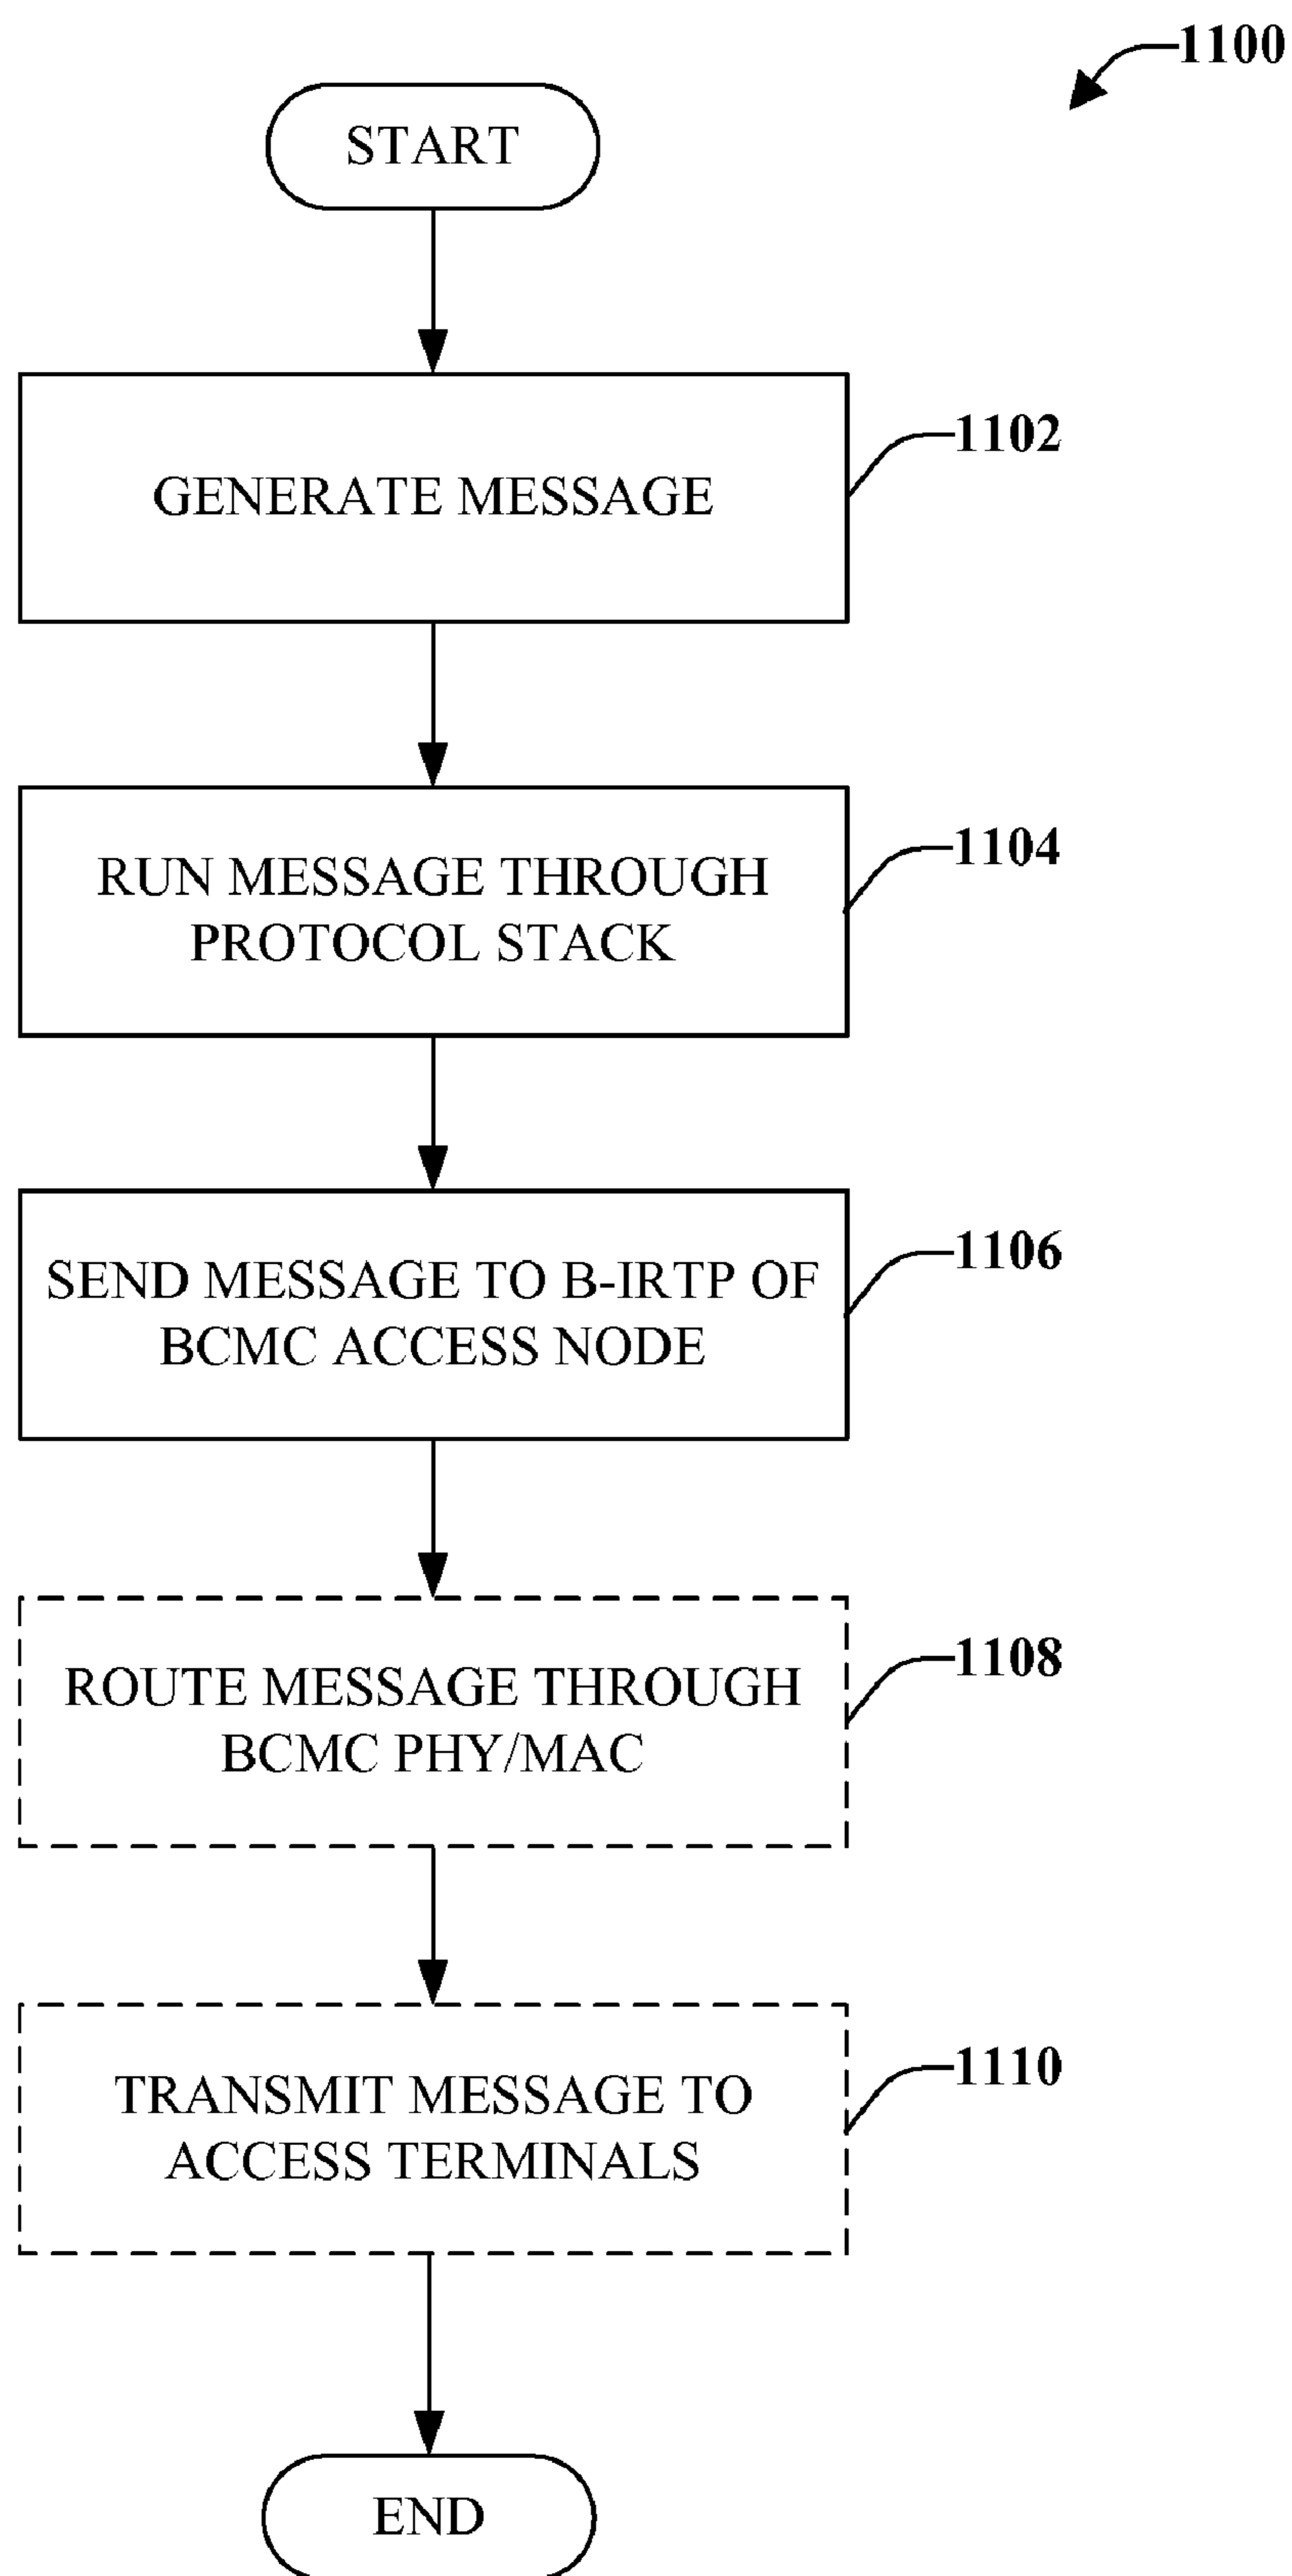 1100
START
GENERATE MESSAGE
1102
RUN MESSAGE THROUGH
PROTOCOL STACK
1104
SEND MESSAGE TO B-IRTP OF
BCMC ACCESS NODE
1106
ROUTE MESSAGE THROUGH
BCMC PHY/MAC
1108
TRANSMIT MESSAGE TO
ACCESS TERMINALS
1110
END